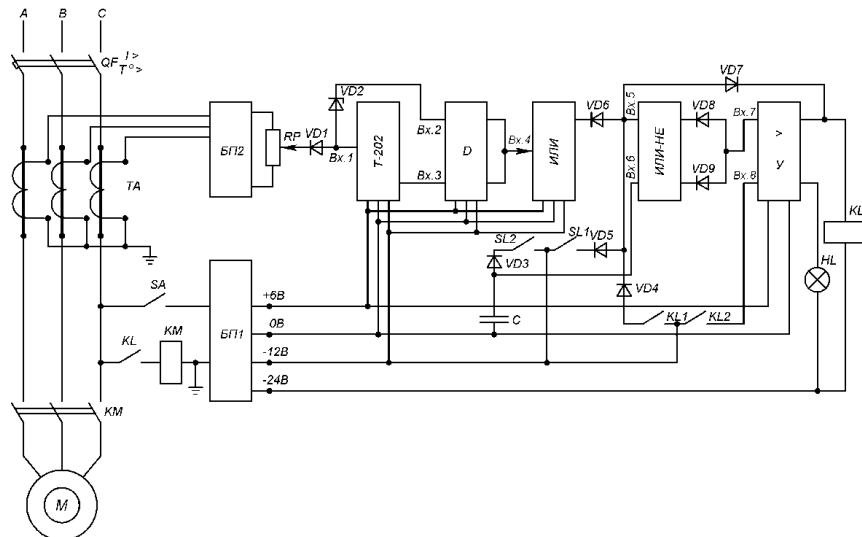 A
B
C
QF
I>
T°>
VD2
VD7
VD6
Вх.5
VD8
Вх.7
БП2
RP
VD1
Вх.1
Т-202
Вх.2
D
Вх.4
ИЛИ
ИЛИ-НЕ
>
У
Вх.3
Вх.6
VD9
Вх.8
TA
KL
SL2
SL1
VD5
HL
VD3
VD4
SA
+6В
БП1
C
KL1
KL2
KL
KM
0В
-12В
-24В
KM
М